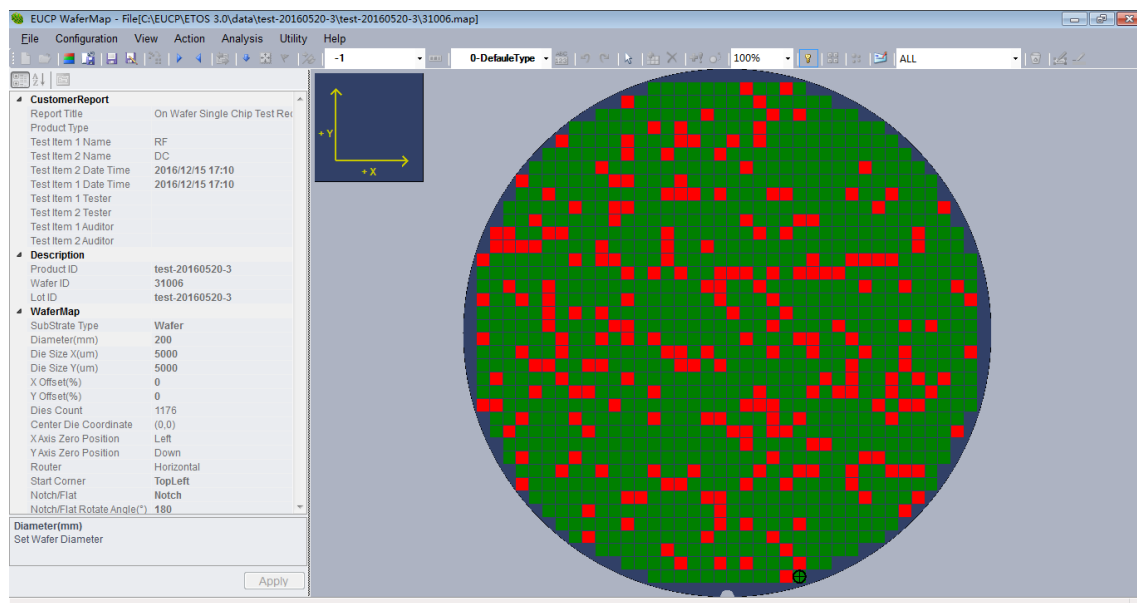 EUCP WaferMap - File[C:\EUCP\ETOS 3.0\data\test-20160520-3\test-20160520-3\31006.map]
File Configuration View Action Analysis Utility Help
-1 0-DefauleType 100% ALL
CustomerReport
Report Title On Wafer Single Chip Test Rec
Product Type
Test Item 1 Name RF
Test Item 2 Name DC
Test Item 2 Date Time 2016/12/15 17:10
Test Item 1 Date Time 2016/12/15 17:10
Test Item 1 Tester
Test Item 2 Tester
Test Item 1 Auditor
Test Item 2 Auditor
Description
Product ID test-20160520-3
Wafer ID 31006
Lot ID test-20160520-3
WaferMap
SubStrate Type Wafer
Diameter(mm) 200
Die Size X(um) 5000
Die Size Y(um) 5000
X Offset(%) 0
Y Offset(%) 0
Dies Count 1176
Center Die Coordinate (0,0)
X Axis Zero Position Left
Y Axis Zero Position Down
Router Horizontal
Start Corner TopLeft
Notch/Flat Notch
Notch/Flat Rotate Angle(°) 180
Diameter(mm)
Set Wafer Diameter
Apply
+ Y
+ X